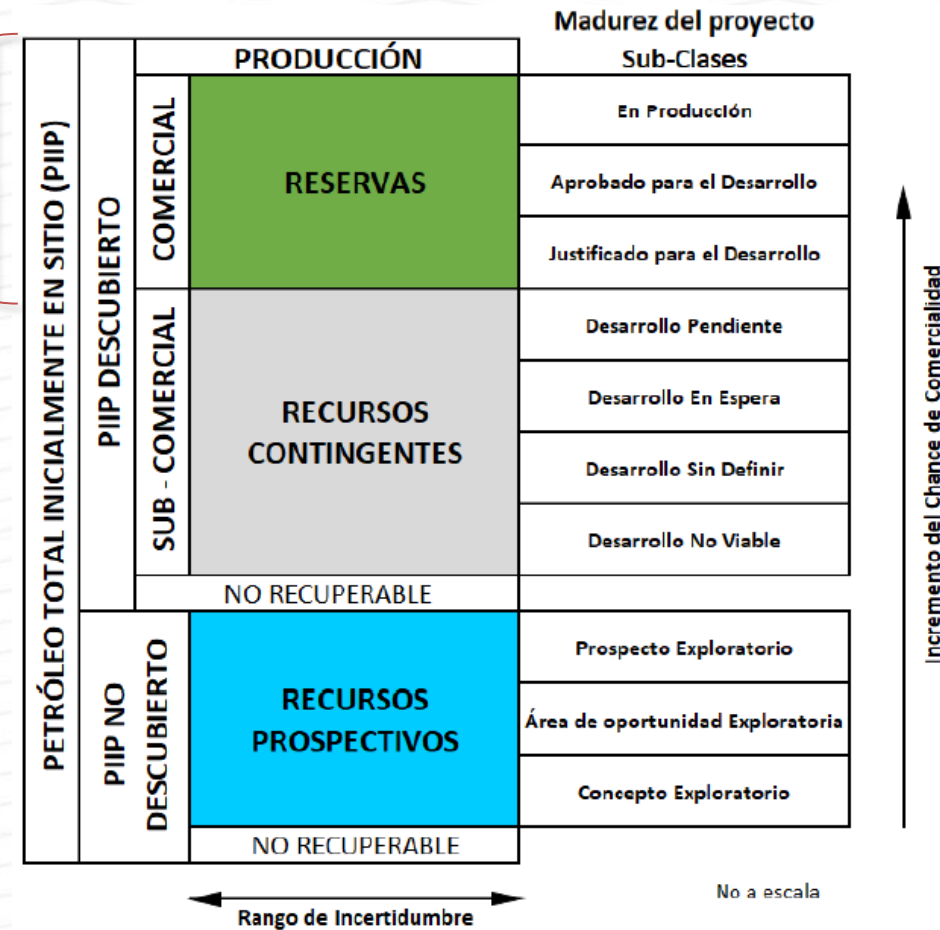 Madurez del proyecto
Sub-Clases
PRODUCCIÓN
PETRÓLEO TOTAL INICIALMENTE EN SITIO (PIIP)
PIIP DESCUBIERTO
COMERCIAL
RESERVAS
En Producción
Aprobado para el Desarrollo
Justificado para el Desarrollo
SUB - COMERCIAL
RECURSOS
CONTINGENTES
Desarrollo Pendiente
Desarrollo En Espera
Desarrollo Sin Definir
Desarrollo No Viable
NO RECUPERABLE
PIIP NO
DESCUBIERTO
RECURSOS
PROSPECTIVOS
Prospecto Exploratorio
Área de oportunidad Exploratoria
Concepto Exploratorio
NO RECUPERABLE
Incremento del Chance de Comercialidad
Rango de Incertidumbre
No a escala